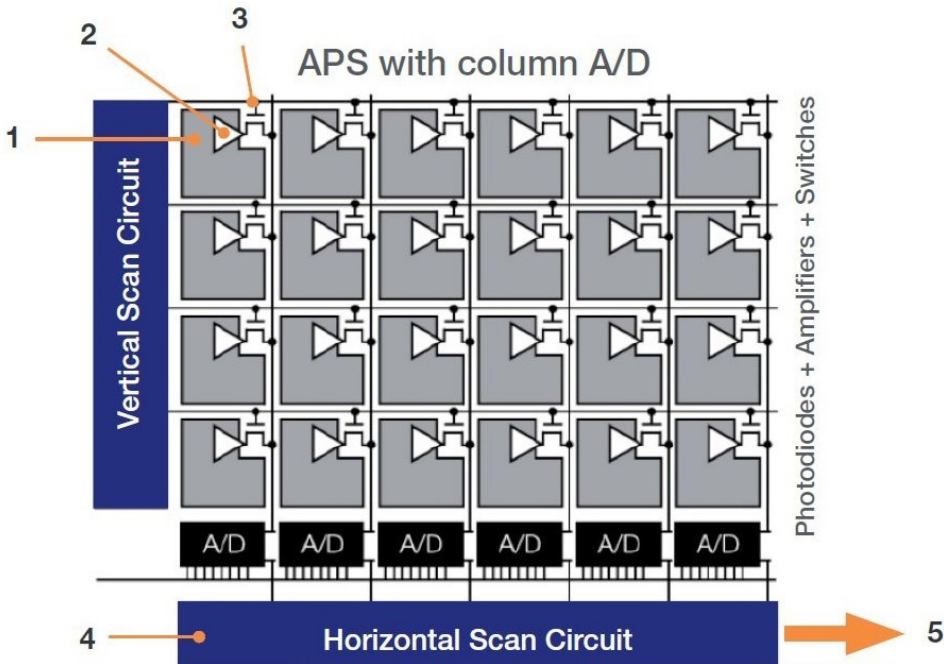 2
3
APS with column A/D
1
Vertical Scan Circuit
Photodiodes + Amplifiers + Switches
A/D A/D A/D A/D A/D A/D
4
Horizontal Scan Circuit
5